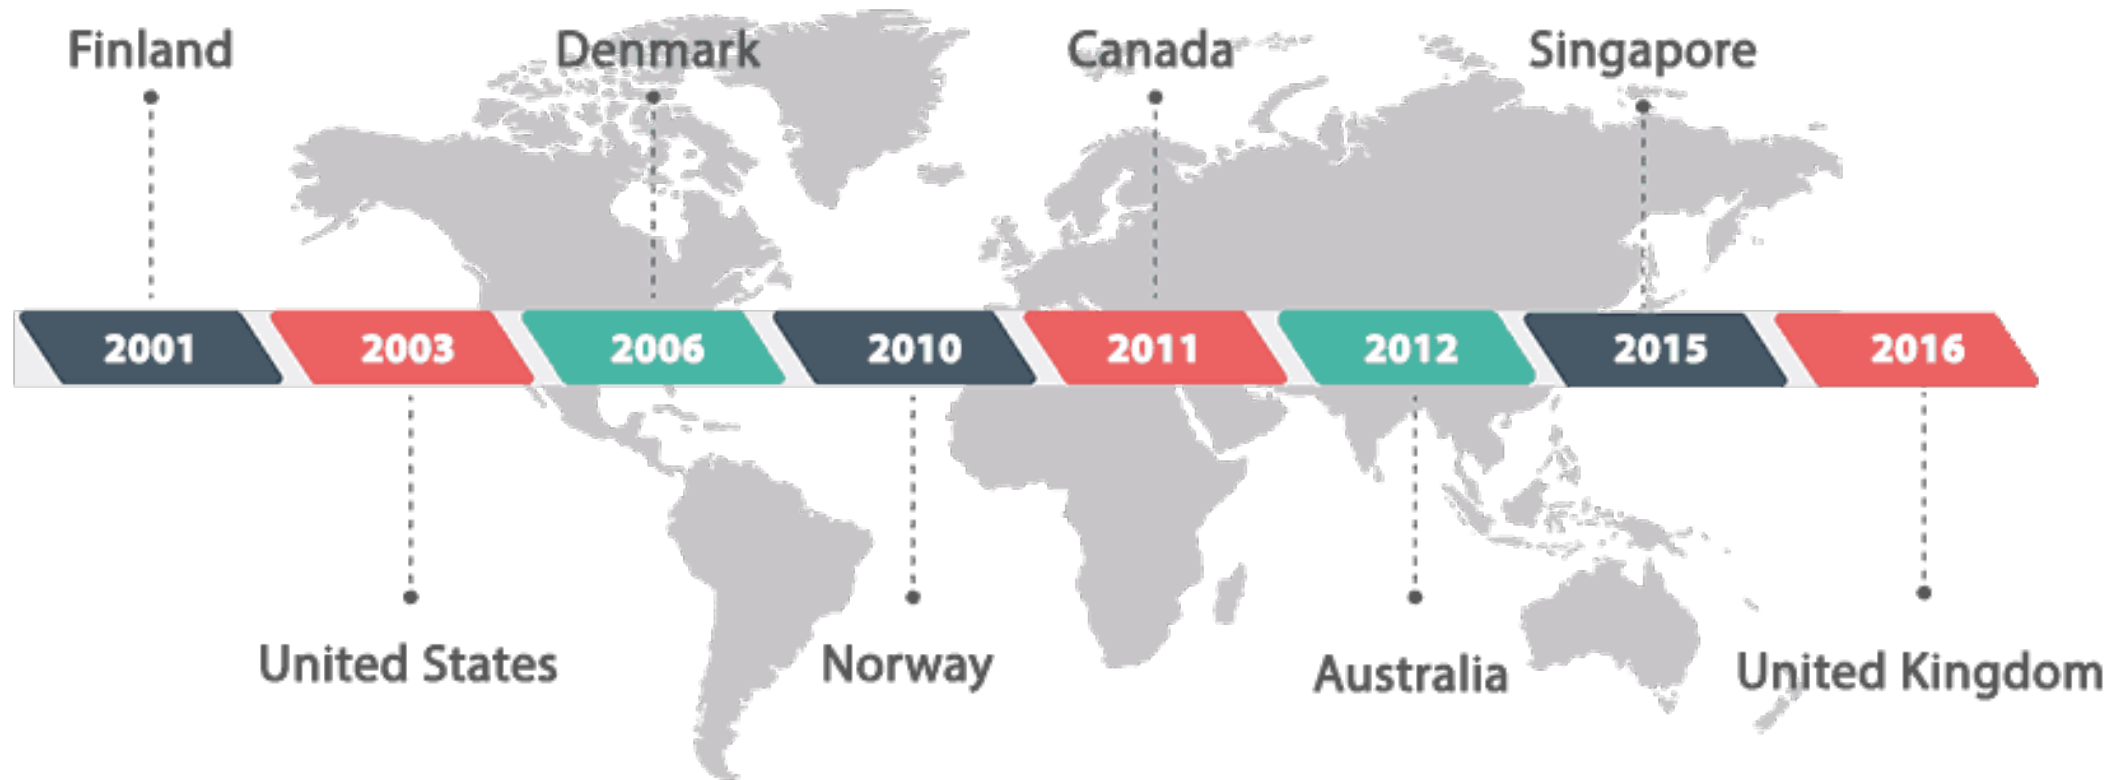 Finland
Denmark
Canada
Singapore
2001
2003
2006
2010
2011
2012
2015
2016
United States
Norway
Australia
United Kingdom